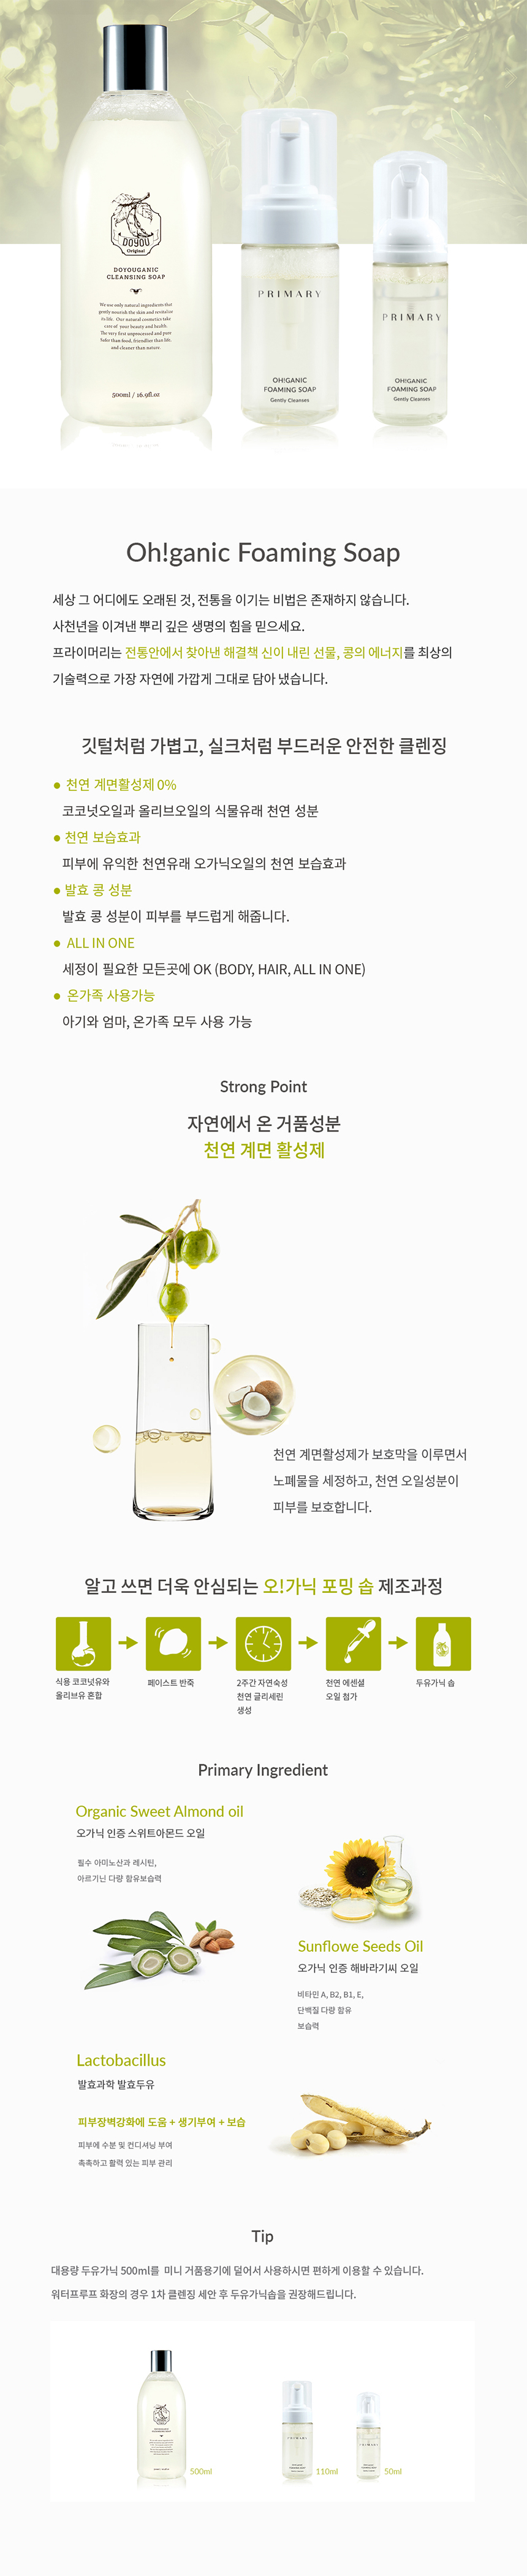 DOYOU
Original
DOYOUGANIC
CLEANSING SOAP
We use only natural ingredients that
gently nourish the skin and revitalize
its life. Our natural cosmetics take
care of your beauty and health.
The very first unprocessed and pure
Safer than food, friendlier than life,
and cleaner than nature.
500ml / 16.9fl.oz
PRIMARY
OH!GANIC
FOAMING SOAP
Gently Cleanses
PRIMARY
OH!GANIC
FOAMING SOAP
Gently Cleanses
Oh!ganic Foaming Soap
세상 그 어디에도 오래된 것, 전통을 이기는 비법은 존재하지 않습니다.
사천년을 이겨낸 뿌리 깊은 생명의 힘을 믿으세요.
프라이머리는 전통안에서 찾아낸 해결책 신이 내린 선물, 콩의 에너지를 최상의
기술력으로 가장 자연에 가깝게 그대로 담아 냈습니다.
깃털처럼 가볍고, 실크처럼 부드러운 안전한 클렌징
● 천연 계면활성제 0%
코코넛오일과 올리브오일의 식물유래 천연 성분
● 천연 보습효과
피부에 유익한 천연유래 오가닉오일의 천연 보습효과
● 발효 콩 성분
발효 콩 성분이 피부를 부드럽게 해줍니다.
● ALL IN ONE
세정이 필요한 모든곳에 OK (BODY, HAIR, ALL IN ONE)
● 온가족 사용가능
아기와 엄마, 온가족 모두 사용 가능
Strong Point
자연에서 온 거품성분
천연 계면 활성제
천연 계면활성제가 보호막을 이루면서
노폐물을 세정하고, 천연 오일성분이
피부를 보호합니다.
알고 쓰면 더욱 안심되는 오!가닉 포밍 솝 제조과정
식용 코코넛유와
올리브유 혼합
페이스트 반죽
2주간 자연숙성
천연 글리세린
생성
천연 에센셜
오일 첨가
두유가닉 솝
Primary Ingredient
Organic Sweet Almond oil
오가닉 인증 스위트아몬드 오일
필수 아미노산과 레시틴,
아르기닌 다량 함유보습력
Sunflowe Seeds Oil
오가닉 인증 해바라기씨 오일
비타민 A, B2, B1, E,
단백질 다량 함유
보습력
Lactobacillus
발효과학 발효두유
피부장벽강화에 도움 + 생기부여 + 보습
피부에 수분 및 컨디셔닝 부여
촉촉하고 활력 있는 피부 관리
Tip
대용량 두유가닉 500ml를 미니 거품용기에 덜어서 사용하시면 편하게 이용할 수 있습니다.
워터프루프 화장의 경우 1차 클렌징 세안 후 두유가닉솝을 권장해드립니다.
500ml
PRIMARY
110ml
PRIMARY
50ml